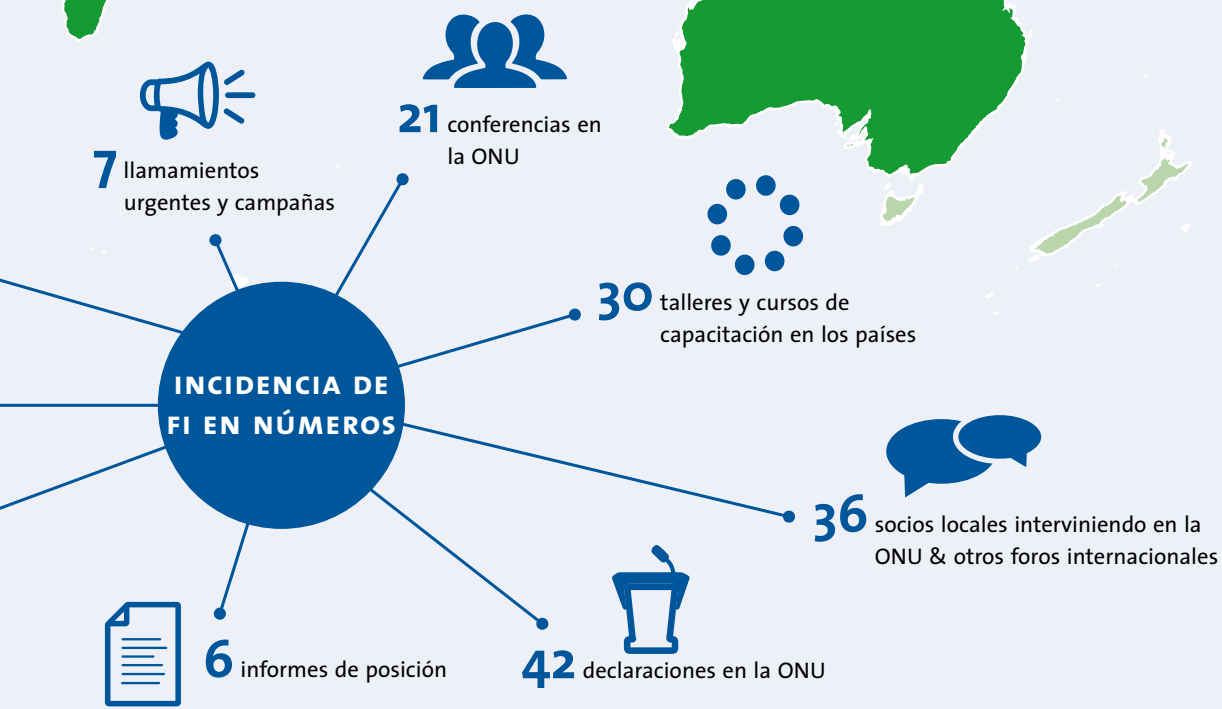 21 conferencias en
la ONU
7 llamamientos
urgentes y campañas
30 talleres y cursos de
capacitación en los países
INCIDENCIA DE
FI EN NÚMEROS
36 socios locales interviniendo en la
ONU & otros foros internacionales
6 informes de posición
42 declaraciones en la ONU